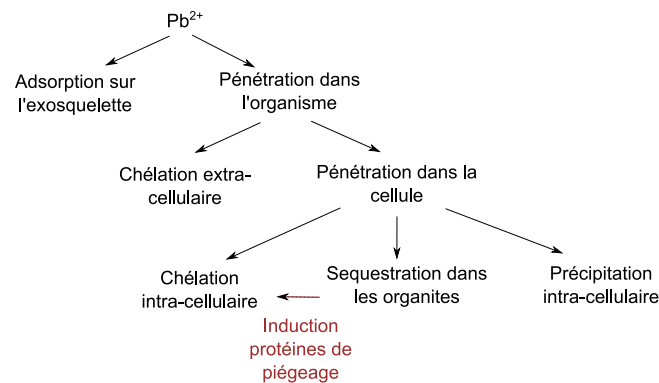 Pb²⁺
Adsorption sur
l'exosquelette
Pénétration dans
l'organisme
Chélation extra-
cellulaire
Pénétration dans la
cellule
Chélation
intra-cellulaire
Sequestration dans
les organites
Précipitation
intra-cellulaire
Induction
protéines de
piégeage